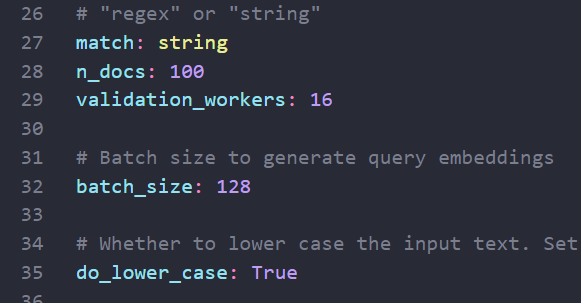 26 # "regex" or "string"
27 match: string
28 n_docs: 100
29 validation_workers: 16
30
31 # Batch size to generate query embeddings
32 batch_size: 128
33
34 # Whether to lower case the input text. Set
35 do_lower_case: True
36